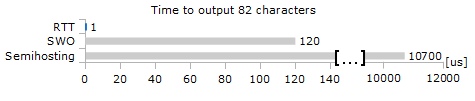 Time to output 82 characters
RTT 1
SWO 120
Semihosting [...] 10700 [us]
0 20 40 60 80 100 120 140 10000 12000